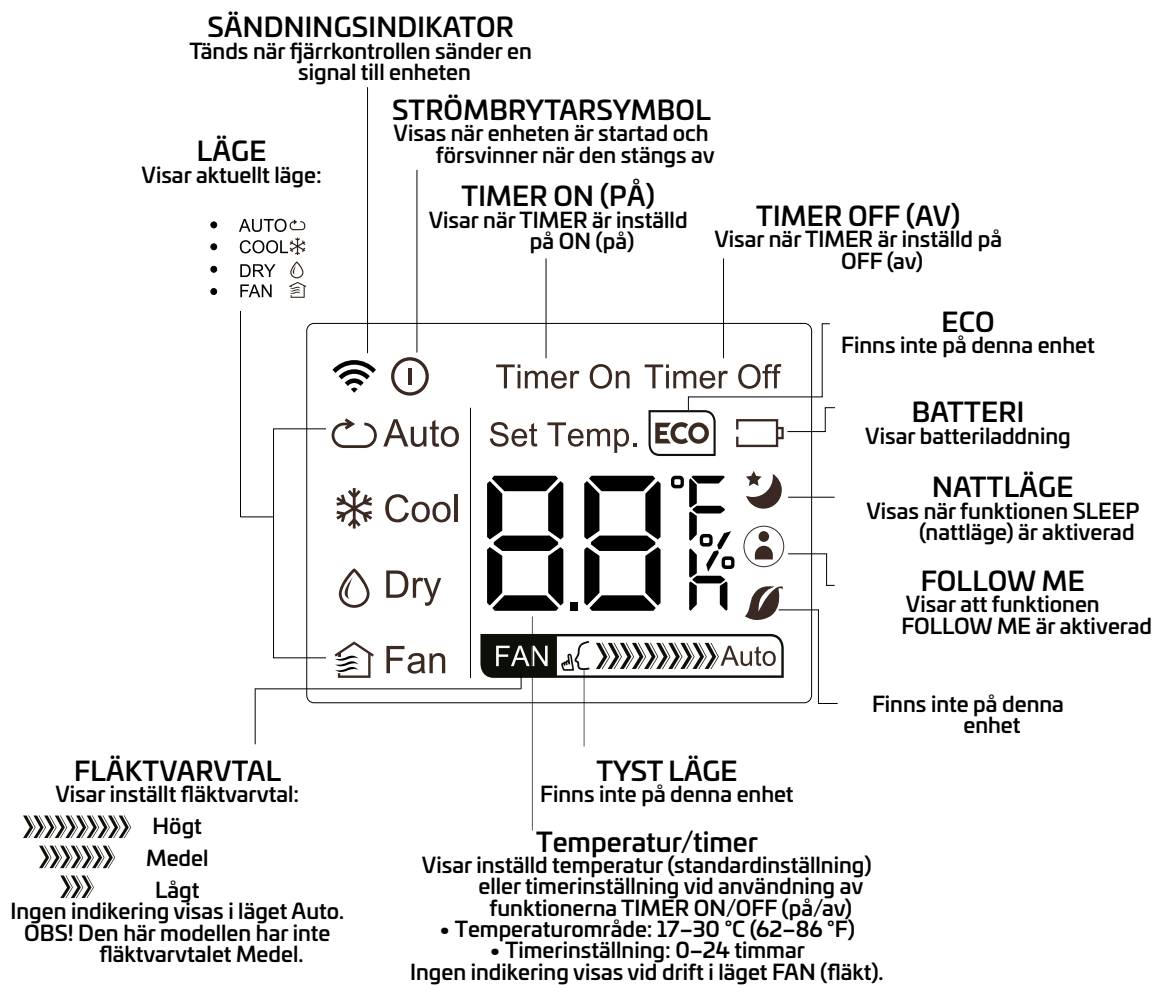 SÄNDNINGSINDIKATOR
Tänds när fjärrkontrollen sänder en
signal till enheten
STRÖMBRYTARSYMBOL
Visas när enheten är startad och
försvinner när den stängs av
LÄGE
Visar aktuellt läge:
• AUTO
• COOL
• DRY
• FAN
TIMER ON (PÅ)
Visar när TIMER är inställd
på ON (på)
TIMER OFF (AV)
Visar när TIMER är inställd på
OFF (av)
ECO
Finns inte på denna enhet
BATTERI
Visar batteriladdning
NATTLÄGE
Visas när funktionen SLEEP
(nattläge) är aktiverad
FOLLOW ME
Visar att funktionen
FOLLOW ME är aktiverad
Finns inte på denna
enhet
Timer On Timer Off
Auto
Set Temp. ECO
Cool
8.8 °F
%
h
Dry
Fan
FAN Auto
FLÄKTVARVTAL
Visar inställt fläktvarvtal:
Högt
Medel
Lågt
Ingen indikering visas i läget Auto.
OBS! Den här modellen har inte
fläktvarvtalet Medel.
TYST LÄGE
Finns inte på denna enhet
Temperatur/timer
Visar inställd temperatur (standardinställning)
eller timerinställning vid användning av
funktionerna TIMER ON/OFF (på/av)
• Temperaturområde: 17–30 °C (62–86 °F)
• Timerinställning: 0–24 timmar
Ingen indikering visas vid drift i läget FAN (fläkt).